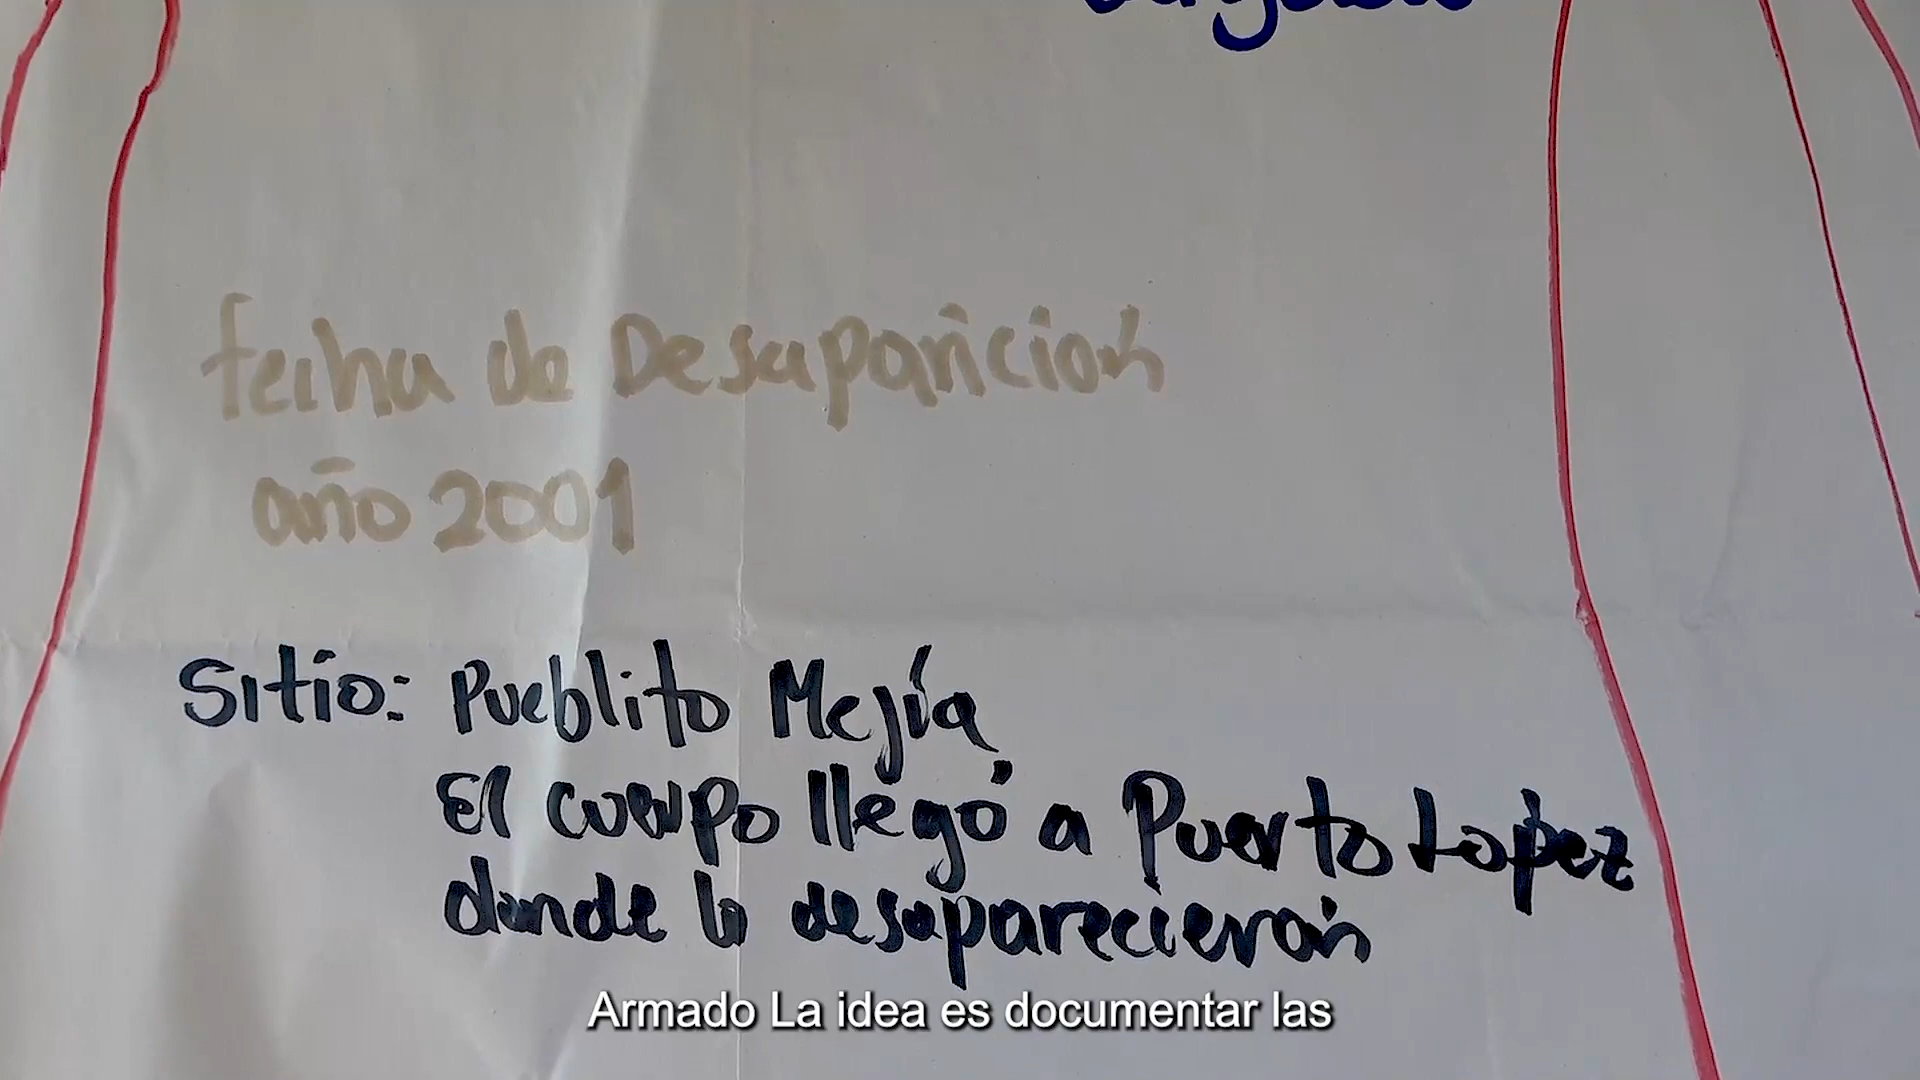 fecha de Desaparicion
año 2001
Sitio: Pueblito Mejía
El cuerpo llegó a Puerto Lopez
donde lo desaparecieron
Armado La idea es documentar las